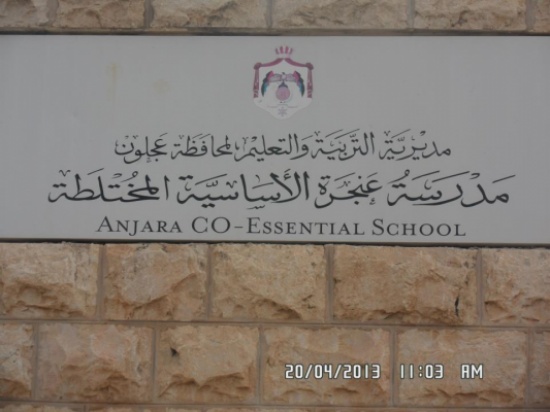 مديرية التربية والتعليم لمحافظة عجلون
مدرسة عنجرة الأساسية المختلطة
ANJARA CO-ESSENTIAL SCHOOL
20/04/2013 11:03 AM